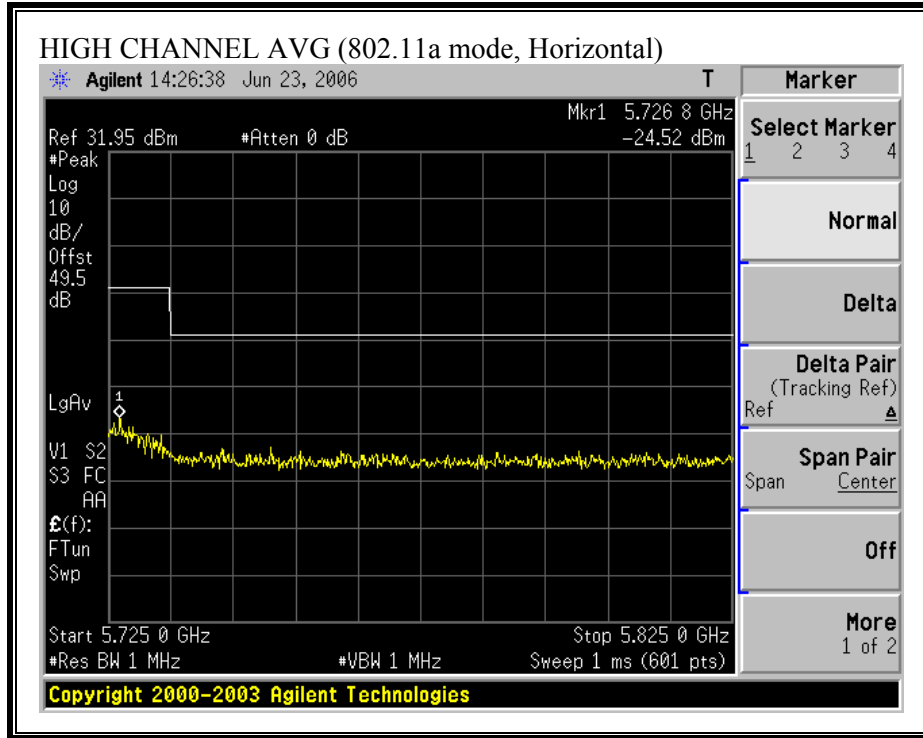 HIGH CHANNEL AVG (802.11a mode, Horizontal)
Agilent 14:26:38 Jun 23, 2006 T
Mkr1 5.726 8 GHz
Ref 31.95 dBm #Atten 0 dB -24.52 dBm
#Peak
Log
10
dB/
Offst
49.5
dB
1
LgAv
V1 S2
S3 FC
AA
£(f):
FTun
Swp
Start 5.725 0 GHz Stop 5.825 0 GHz
#Res BW 1 MHz #VBW 1 MHz Sweep 1 ms (601 pts)
Copyright 2000-2003 Agilent Technologies
Marker
Select Marker
1 2 3 4
Normal
Delta
Delta Pair
(Tracking Ref)
Ref Δ
Span Pair
Span Center
Off
More
1 of 2